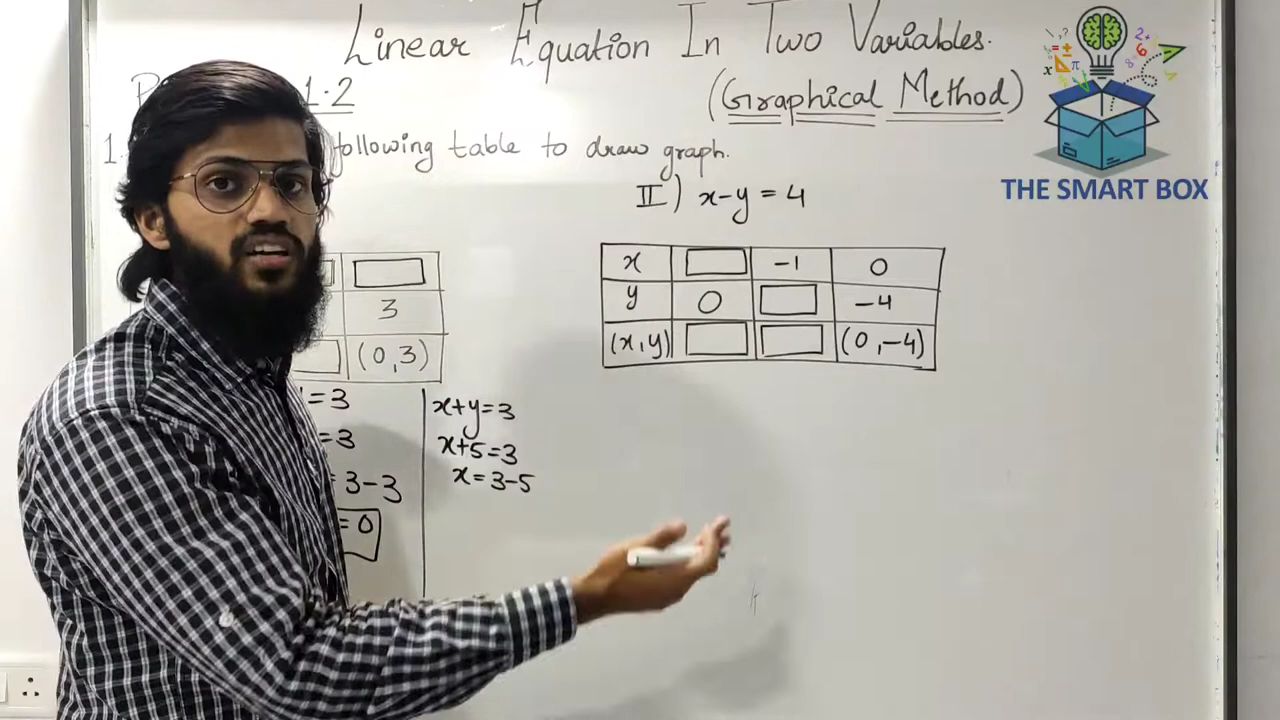 Linear Equation In Two Variables.
1.2
(Graphical Method)
1.
following table to draw graph.
II) x-y=4
3
(0,3)
x -1 0
y 0 -4
(x,y) (0,-4)
=3
=3
=3-3
=0
x+y=3
x+5=3
x=3-5
THE SMART BOX